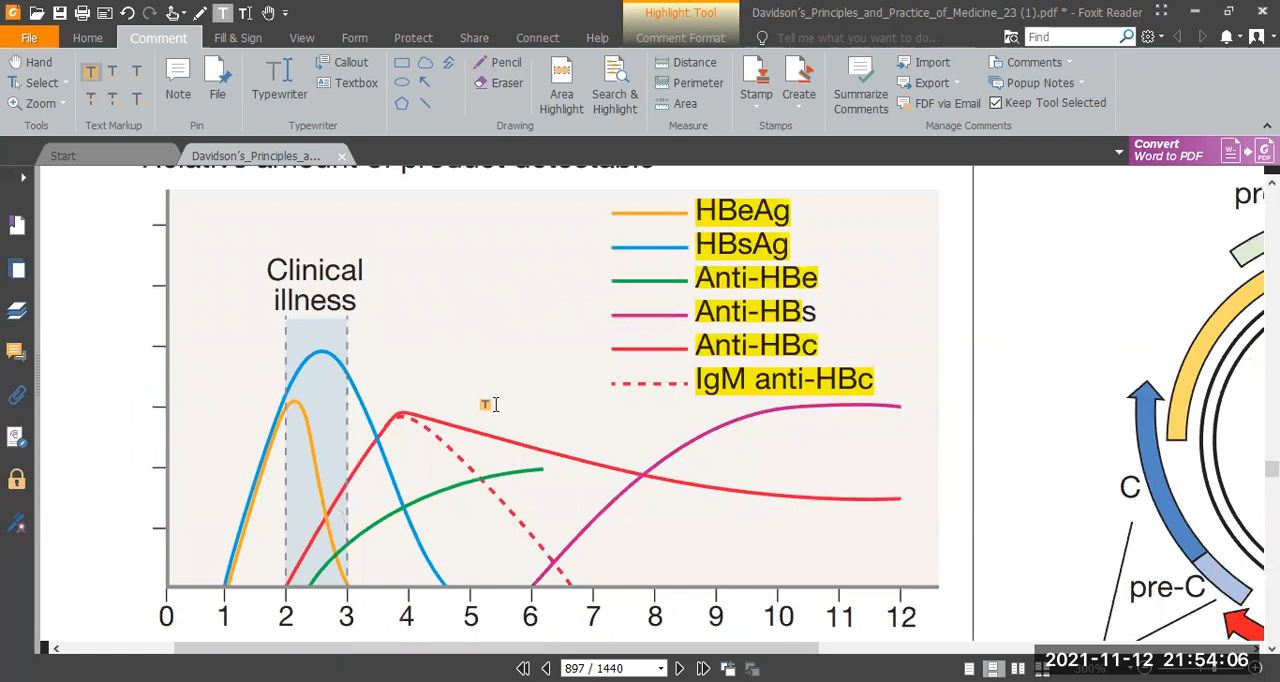 Highlight Tool
Davidson's_Principles_and_Practice_of_Medicine_23 (1).pdf * - Foxit Reader
File Home Comment Fill & Sign View Form Protect Share Connect Help Comment Format Tell me what you want to do.. Find
Hand
Select
Zoom
Tools
Text Markup
Note
File
Pin
Typewriter
Callout
Textbox
Typewriter
Pencil
Eraser
Drawing
Area Highlight
Search & Highlight
Distance
Perimeter
Area
Measure
Stamp
Create
Stamps
Summarize Comments
Import
Export
FDF via Email
Comments
Popup Notes
Keep Tool Selected
Manage Comments
Start
Davidson's_Principles_a...
Convert
Word to PDF
Relative amount of product detectable
HBeAg
HBsAg
Anti-HBe
Anti-HBs
Anti-HBc
IgM anti-HBc
Clinical
illness
0 1 2 3 4 5 6 7 8 9 10 11 12
C
pre-C
897 / 1440
2021-11-12 21:54:06